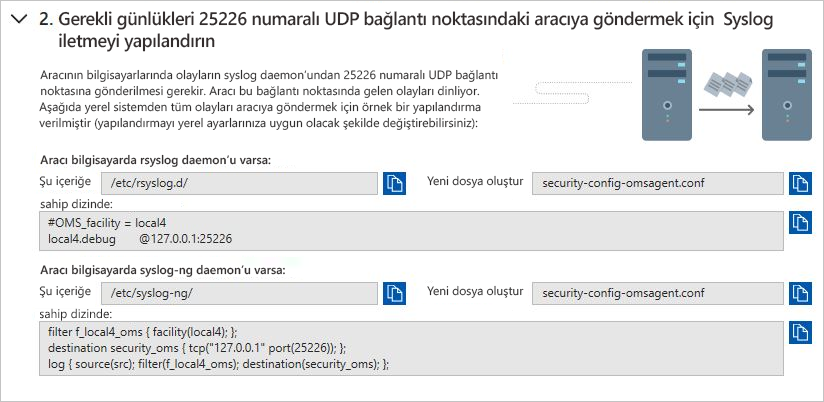 2. Gerekli günlükleri 25226 numaralı UDP bağlantı noktasındaki aracıya göndermek için Syslog
iletmeyi yapılandırın
Aracının bilgisayarlarında olayların syslog daemon'undan 25226 numaralı UDP bağlantı
noktasına gönderilmesi gerekir. Aracı bu bağlantı noktasında gelen olayları dinliyor.
Aşağıda yerel sistemden tüm olayları aracıya göndermek için örnek bir yapılandırma
verilmiştir (yapılandırmayı yerel ayarlarınıza uygun olacak şekilde değiştirebilirsiniz):
Aracı bilgisayarda rsyslog daemon'u varsa:
Şu içeriğe /etc/rsyslog.d/ Yeni dosya oluştur security-config-omsagent.conf
sahip dizinde:
#OMS_facility = local4
local4.debug @127.0.0.1:25226
Aracı bilgisayarda syslog-ng daemon'u varsa:
Şu içeriğe /etc/syslog-ng/ Yeni dosya oluştur security-config-omsagent.conf
sahip dizinde:
filter f_local4_oms { facility(local4); };
destination security_oms { tcp("127.0.0.1" port(25226)); };
log { source(src); filter(f_local4_oms); destination(security_oms); };